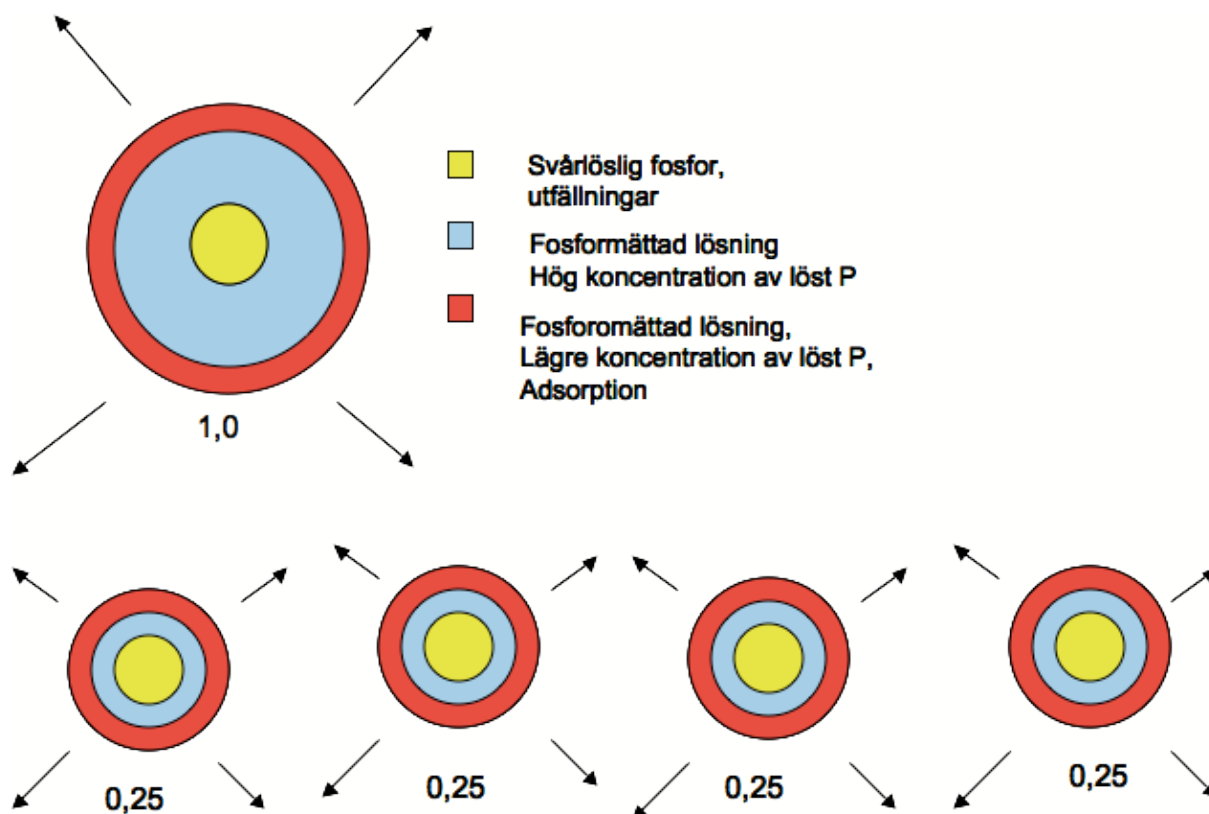 Svårlöslig fosfor,
utfällningar
Fosformättad lösning
Hög koncentration av löst P
Fosforomättad lösning,
Lägre koncentration av löst P,
Adsorption
1,0
0,25
0,25
0,25
0,25